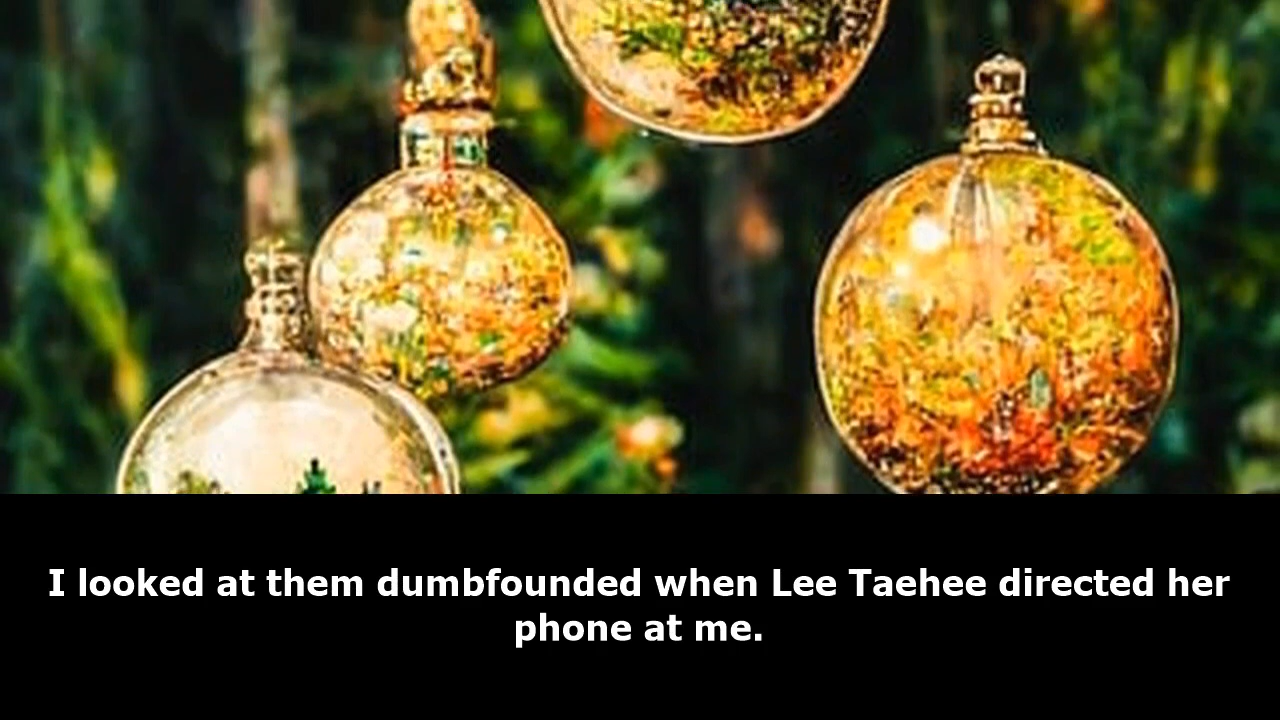 I looked at them dumbfounded when Lee Taehee directed her
phone at me.